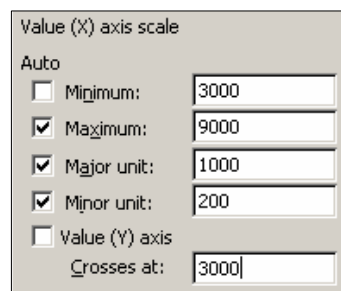 Value (X) axis scale
Auto
Minimum: 3000
Maximum: 9000
Major unit: 1000
Minor unit: 200
Value (Y) axis
Crosses at: 3000